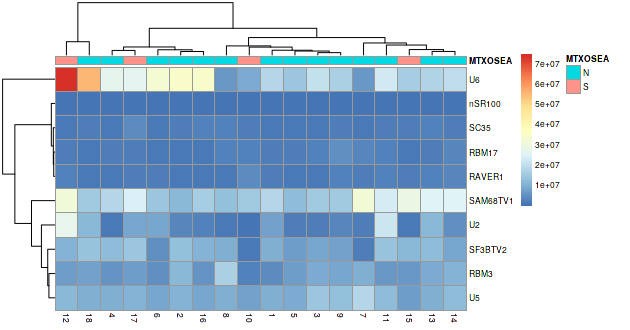 MTXOSEA
U6
nSR100
SC35
RBM17
RAVER1
SAM68TV1
U2
SF3BTV2
RBM3
U5
12 18 4 17 6 2 16 8 10 1 5 3 9 7 11 15 13 14
7e+07
6e+07
5e+07
4e+07
3e+07
2e+07
1e+07
MTXOSEA
N
S